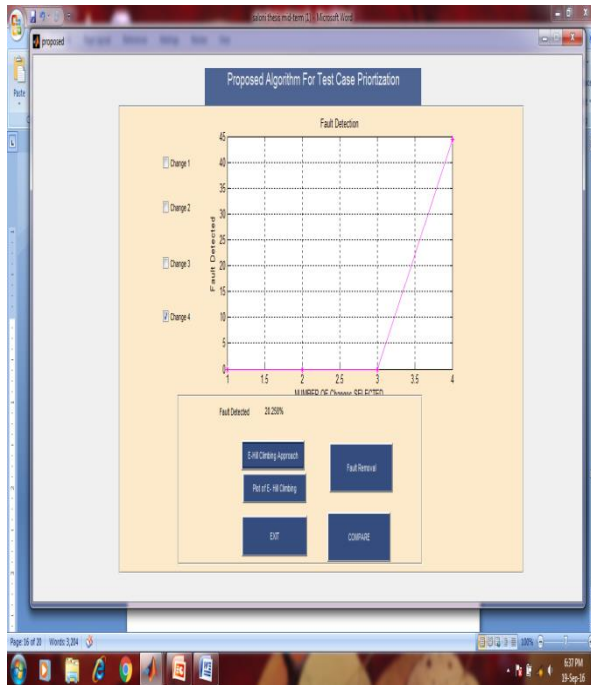 saloni thesis mid-term (1) - Microsoft Word
proposed
Paste
Proposed Algorithm For Test Case Priortization
Fault Detection
Change 1
Change 2
Change 3
Change 4
Fault Detected
45
40
35
30
25
20
15
10
5
0
1 1.5 2 2.5 3 3.5 4
NUMBER OF Changes SELECTED
Fault Detected
E-Hill Climbing Approach
Fault Removal
Plot of E- Hill Climbing
EXIT
COMPARE
Page: 16 of 20 Words: 3,204
100%
6:37 PM
19-Sep-16